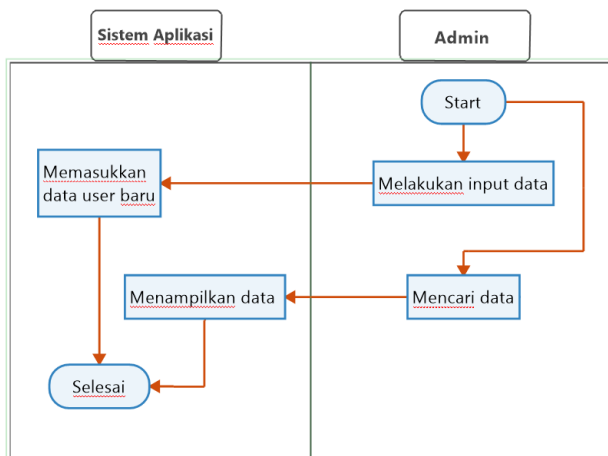 Sistem Aplikasi
Admin
Start
Memasukkan
data user baru
Melakukan input data
Menampilkan data
Mencari data
Selesai